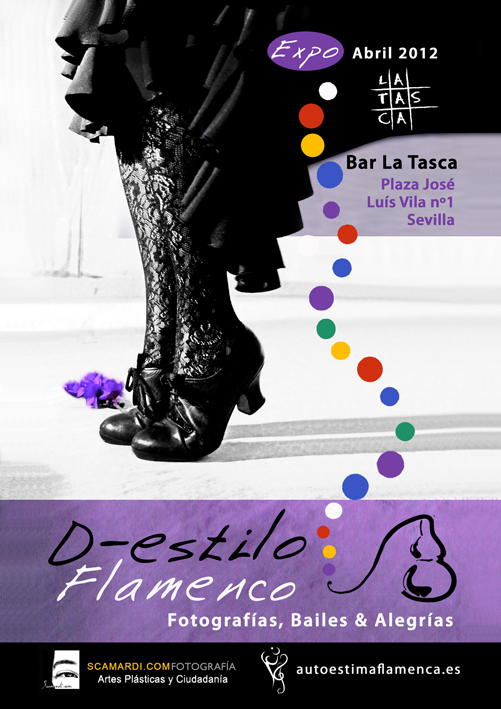 Expo Abril 2012
LA
TAS
CA
Bar La Tasca
Plaza José
Luís Vila nº1
Sevilla
D-estilo
Flamenco
Fotografías, Bailes & Alegrías
SCAMARDI.COMFOTOGRAFÍA
Artes Plásticas y Ciudadanía
autoestimaflamenca.es